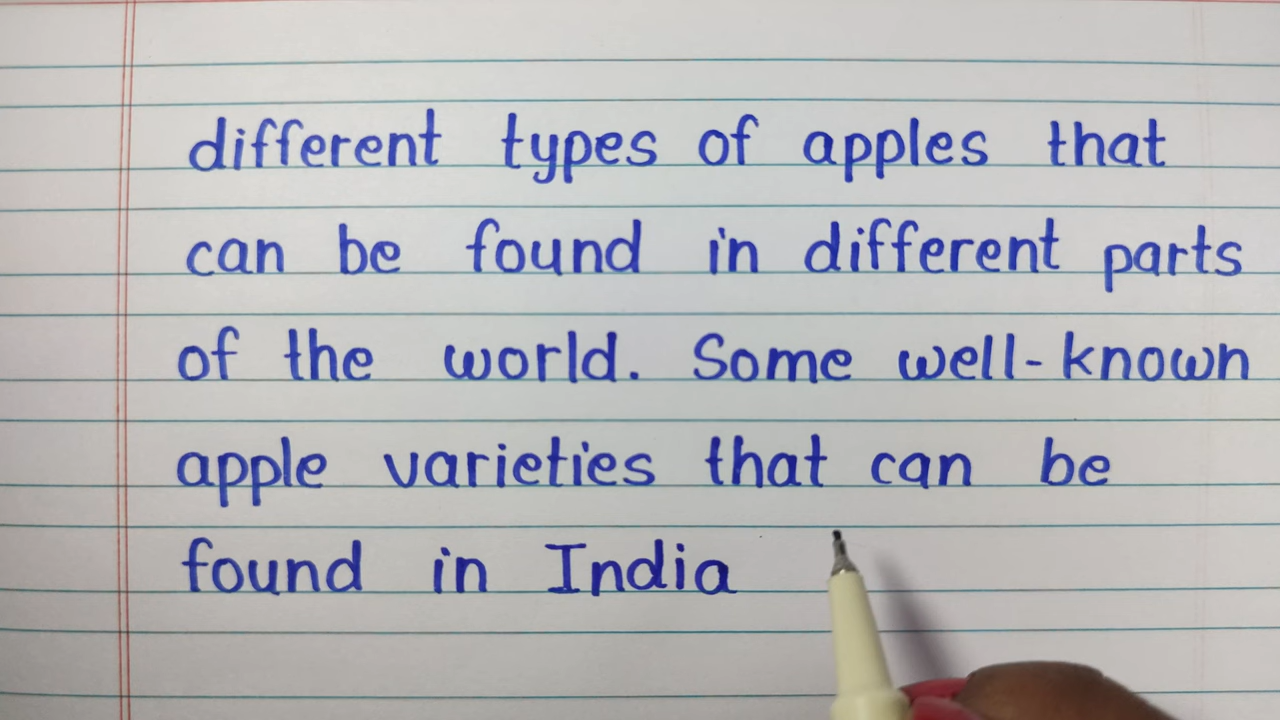 different types of apples that
can be found in different parts
of the world. Some well-known
apple varieties that can be
found in India